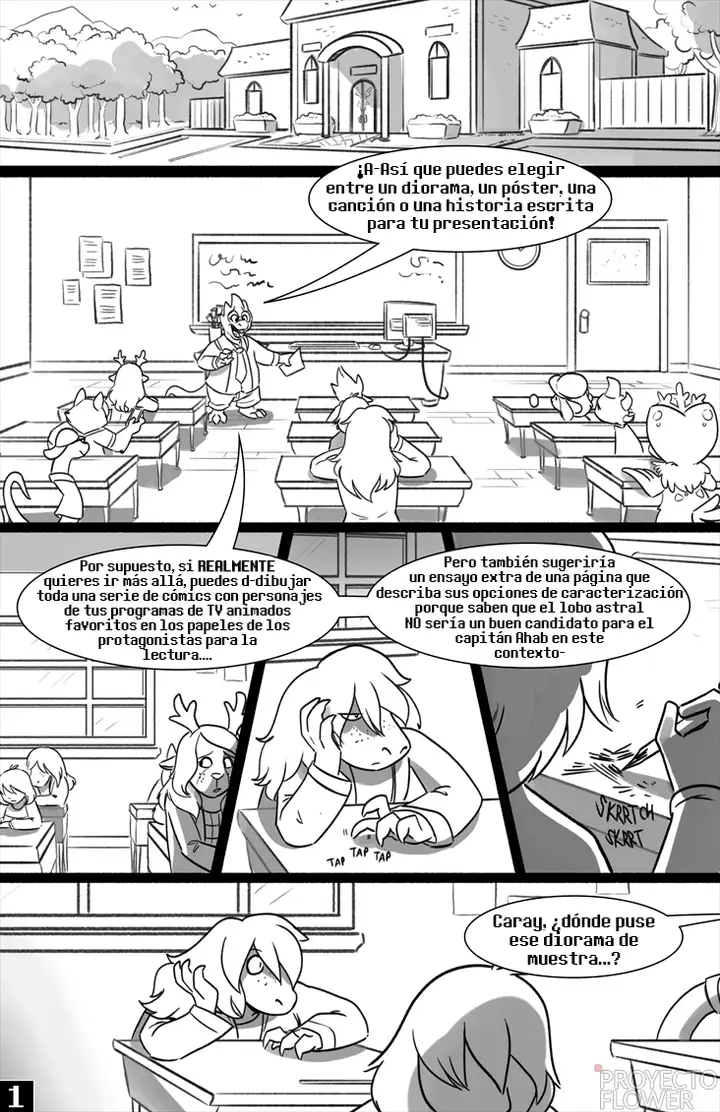 ¡A-Así que puedes elegir
entre un diorama, un póster, una
canción o una historia escrita
para tu presentación!
Por supuesto, si REALMENTE
quieres ir más allá, puedes d-dibujar
toda una serie de cómics con personajes
de tus programas de TV animados
favoritos en los papeles de los
protagonistas para la
lectura....
Pero también sugeriría
un ensayo extra de una página que
describa sus opciones de caracterización
porque saben que el lobo astral
NO sería un buen candidato para el
capitán Ahab en este
contexto-
TAP TAP TAP
SKRRTCH
SKRRT
Caray, ¿dónde puse
ese diorama de
muestra...?
1
PROYECTO
FLOWER